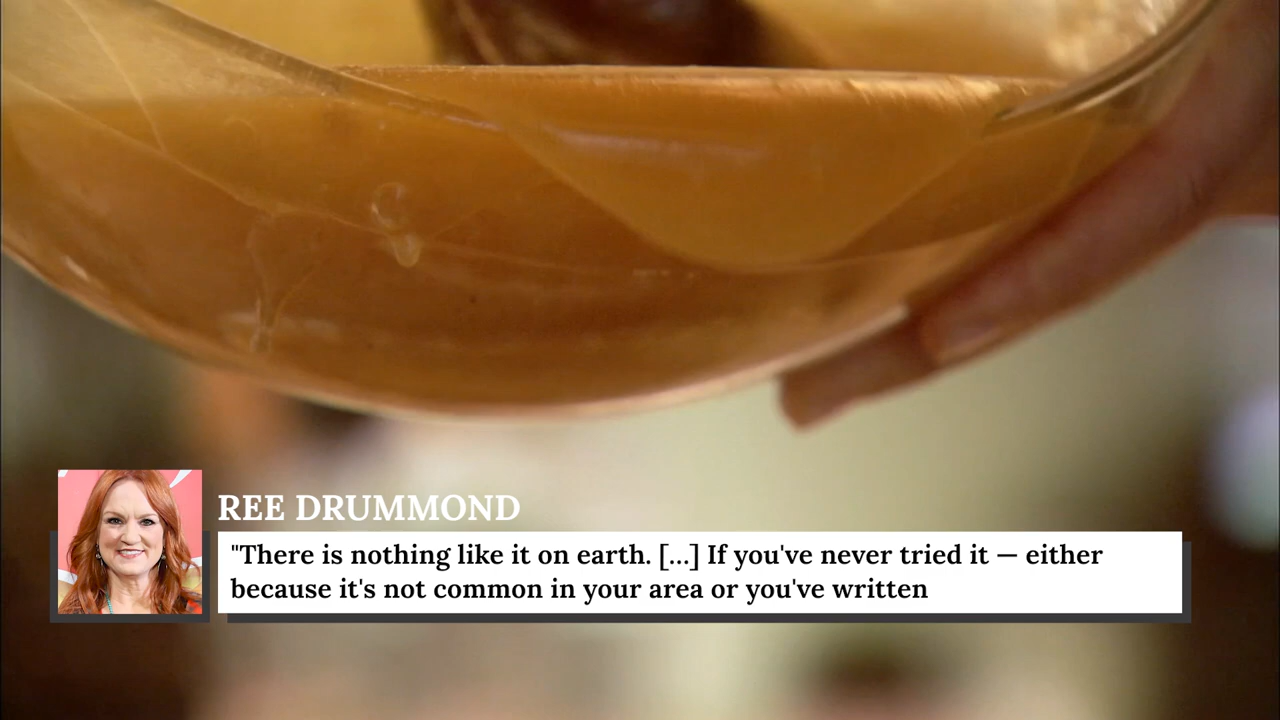 REE DRUMMOND
"There is nothing like it on earth. [...] If you've never tried it — either
because it's not common in your area or you've written